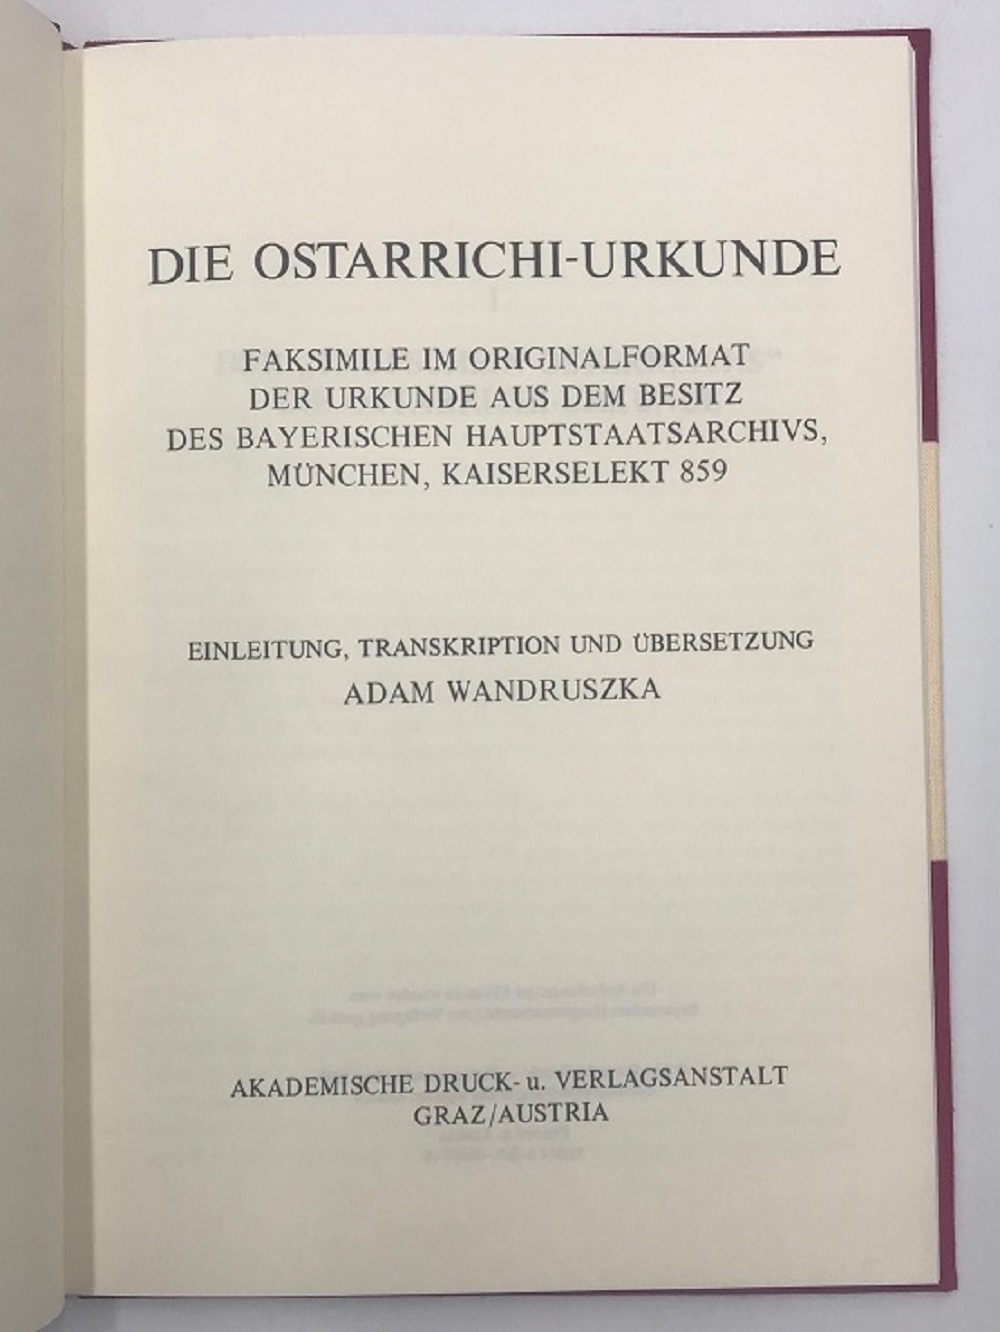 DIE OSTARRICHI-URKUNDE
FAKSIMILE IM ORIGINALFORMAT
DER URKUNDE AUS DEM BESITZ
DES BAYERISCHEN HAUPTSTAATSARCHIVS,
MÜNCHEN, KAISERSELEKT 859
EINLEITUNG, TRANSKRIPTION UND ÜBERSETZUNG
ADAM WANDRUSZKA
AKADEMISCHE DRUCK- u. VERLAGSANSTALT
GRAZ/AUSTRIA